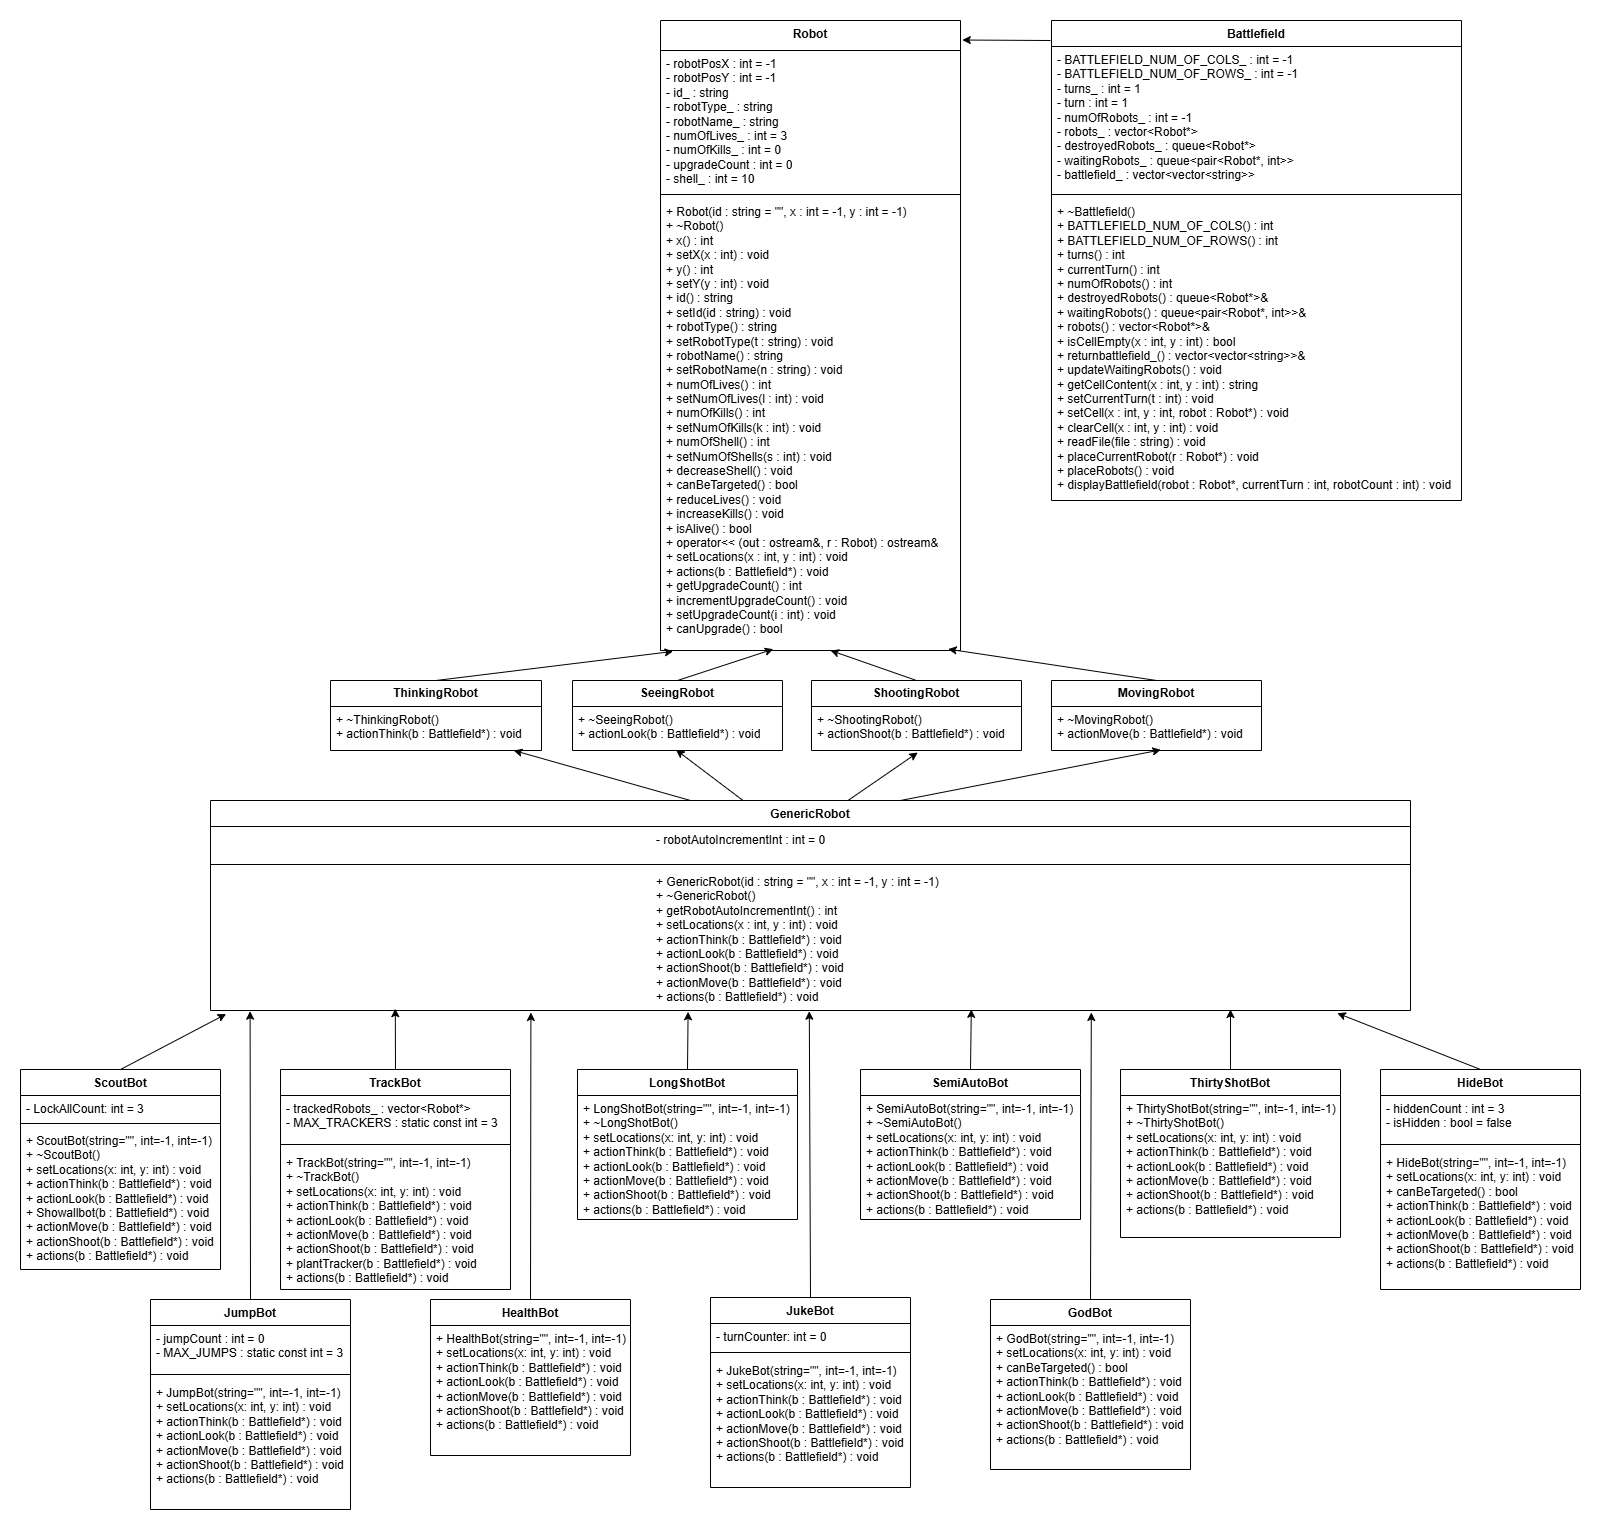 Robot
- robotPosX : int = -1
- robotPosY : int = -1
- id_ : string
- robotType_ : string
- robotName_ : string
- numOfLives_ : int = 3
- numOfKills_ : int = 0
- upgradeCount : int = 0
- shell_ : int = 10
+ Robot(id : string = "", x : int = -1, y : int = -1)
+ ~Robot()
+ x() : int
+ setX(x : int) : void
+ y() : int
+ setY(y : int) : void
+ id() : string
+ setId(id : string) : void
+ robotType() : string
+ setRobotType(t : string) : void
+ robotName() : string
+ setRobotName(n : string) : void
+ numOfLives() : int
+ setNumOfLives(l : int) : void
+ numOfKills() : int
+ setNumOfKills(k : int) : void
+ numOfShell() : int
+ setNumOfShells(s : int) : void
+ decreaseShell() : void
+ canBeTargeted() : bool
+ reduceLives() : void
+ increaseKills() : void
+ isAlive() : bool
+ operator<< (out : ostream&, r : Robot) : ostream&
+ setLocations(x : int, y : int) : void
+ actions(b : Battlefield*) : void
+ getUpgradeCount() : int
+ incrementUpgradeCount() : void
+ setUpgradeCount(i : int) : void
+ canUpgrade() : bool
Battlefield
- BATTLEFIELD_NUM_OF_COLS_ : int = -1
- BATTLEFIELD_NUM_OF_ROWS_ : int = -1
- turns_ : int = 1
- turn : int = 1
- numOfRobots_ : int = -1
- robots_ : vector<Robot*>
- destroyedRobots_ : queue<Robot*>
- waitingRobots_ : queue<pair<Robot*, int>>
- battlefield_ : vector<vector<string>>
+ ~Battlefield()
+ BATTLEFIELD_NUM_OF_COLS() : int
+ BATTLEFIELD_NUM_OF_ROWS() : int
+ turns() : int
+ currentTurn() : int
+ numOfRobots() : int
+ destroyedRobots() : queue<Robot*>&
+ waitingRobots() : queue<pair<Robot*, int>>&
+ robots() : vector<Robot*>&
+ isCellEmpty(x : int, y : int) : bool
+ returnbattlefield_() : vector<vector<string>>&
+ updateWaitingRobots() : void
+ getCellContent(x : int, y : int) : string
+ setCurrentTurn(t : int) : void
+ setCell(x : int, y : int, robot : Robot*) : void
+ clearCell(x : int, y : int) : void
+ readFile(file : string) : void
+ placeCurrentRobot(r : Robot*) : void
+ placeRobots() : void
+ displayBattlefield(robot : Robot*, currentTurn : int, robotCount : int) : void
ThinkingRobot
+ ~ThinkingRobot()
+ actionThink(b : Battlefield*) : void
SeeingRobot
+ ~SeeingRobot()
+ actionLook(b : Battlefield*) : void
ShootingRobot
+ ~ShootingRobot()
+ actionShoot(b : Battlefield*) : void
MovingRobot
+ ~MovingRobot()
+ actionMove(b : Battlefield*) : void
GenericRobot
- robotAutoIncrementInt : int = 0
+ GenericRobot(id : string = "", x : int = -1, y : int = -1)
+ ~GenericRobot()
+ getRobotAutoIncrementInt() : int
+ setLocations(x : int, y : int) : void
+ actionThink(b : Battlefield*) : void
+ actionLook(b : Battlefield*) : void
+ actionShoot(b : Battlefield*) : void
+ actionMove(b : Battlefield*) : void
+ actions(b : Battlefield*) : void
ScoutBot
- LockAllCount: int = 3
+ ScoutBot(string="", int=-1, int=-1)
+ ~ScoutBot()
+ setLocations(x: int, y: int) : void
+ actionThink(b : Battlefield*) : void
+ actionLook(b : Battlefield*) : void
+ Showallbot(b : Battlefield*) : void
+ actionMove(b : Battlefield*) : void
+ actionShoot(b : Battlefield*) : void
+ actions(b : Battlefield*) : void
TrackBot
- trackedRobots_ : vector<Robot*>
- MAX_TRACKERS : static const int = 3
+ TrackBot(string="", int=-1, int=-1)
+ ~TrackBot()
+ setLocations(x: int, y: int) : void
+ actionThink(b : Battlefield*) : void
+ actionLook(b : Battlefield*) : void
+ actionMove(b : Battlefield*) : void
+ actionShoot(b : Battlefield*) : void
+ plantTracker(b : Battlefield*) : void
+ actions(b : Battlefield*) : void
LongShotBot
+ LongShotBot(string="", int=-1, int=-1)
+ ~LongShotBot()
+ setLocations(x: int, y: int) : void
+ actionThink(b : Battlefield*) : void
+ actionLook(b : Battlefield*) : void
+ actionMove(b : Battlefield*) : void
+ actionShoot(b : Battlefield*) : void
+ actions(b : Battlefield*) : void
SemiAutoBot
+ SemiAutoBot(string="", int=-1, int=-1)
+ ~SemiAutoBot()
+ setLocations(x: int, y: int) : void
+ actionThink(b : Battlefield*) : void
+ actionLook(b : Battlefield*) : void
+ actionMove(b : Battlefield*) : void
+ actionShoot(b : Battlefield*) : void
+ actions(b : Battlefield*) : void
ThirtyShotBot
+ ThirtyShotBot(string="", int=-1, int=-1)
+ ~ThirtyShotBot()
+ setLocations(x: int, y: int) : void
+ actionThink(b : Battlefield*) : void
+ actionLook(b : Battlefield*) : void
+ actionMove(b : Battlefield*) : void
+ actionShoot(b : Battlefield*) : void
+ actions(b : Battlefield*) : void
HideBot
- hiddenCount : int = 3
- isHidden : bool = false
+ HideBot(string="", int=-1, int=-1)
+ setLocations(x: int, y: int) : void
+ canBeTargeted() : bool
+ actionThink(b : Battlefield*) : void
+ actionLook(b : Battlefield*) : void
+ actionMove(b : Battlefield*) : void
+ actionShoot(b : Battlefield*) : void
+ actions(b : Battlefield*) : void
JumpBot
- jumpCount : int = 0
- MAX_JUMPS : static const int = 3
+ JumpBot(string="", int=-1, int=-1)
+ setLocations(x: int, y: int) : void
+ actionThink(b : Battlefield*) : void
+ actionLook(b : Battlefield*) : void
+ actionMove(b : Battlefield*) : void
+ actionShoot(b : Battlefield*) : void
+ actions(b : Battlefield*) : void
HealthBot
+ HealthBot(string="", int=-1, int=-1)
+ setLocations(x: int, y: int) : void
+ actionThink(b : Battlefield*) : void
+ actionLook(b : Battlefield*) : void
+ actionMove(b : Battlefield*) : void
+ actionShoot(b : Battlefield*) : void
+ actions(b : Battlefield*) : void
JukeBot
- turnCounter: int = 0
+ JukeBot(string="", int=-1, int=-1)
+ setLocations(x: int, y: int) : void
+ actionThink(b : Battlefield*) : void
+ actionLook(b : Battlefield*) : void
+ actionMove(b : Battlefield*) : void
+ actionShoot(b : Battlefield*) : void
+ actions(b : Battlefield*) : void
GodBot
+ GodBot(string="", int=-1, int=-1)
+ setLocations(x: int, y: int) : void
+ canBeTargeted() : bool
+ actionThink(b : Battlefield*) : void
+ actionLook(b : Battlefield*) : void
+ actionMove(b : Battlefield*) : void
+ actionShoot(b : Battlefield*) : void
+ actions(b : Battlefield*) : void